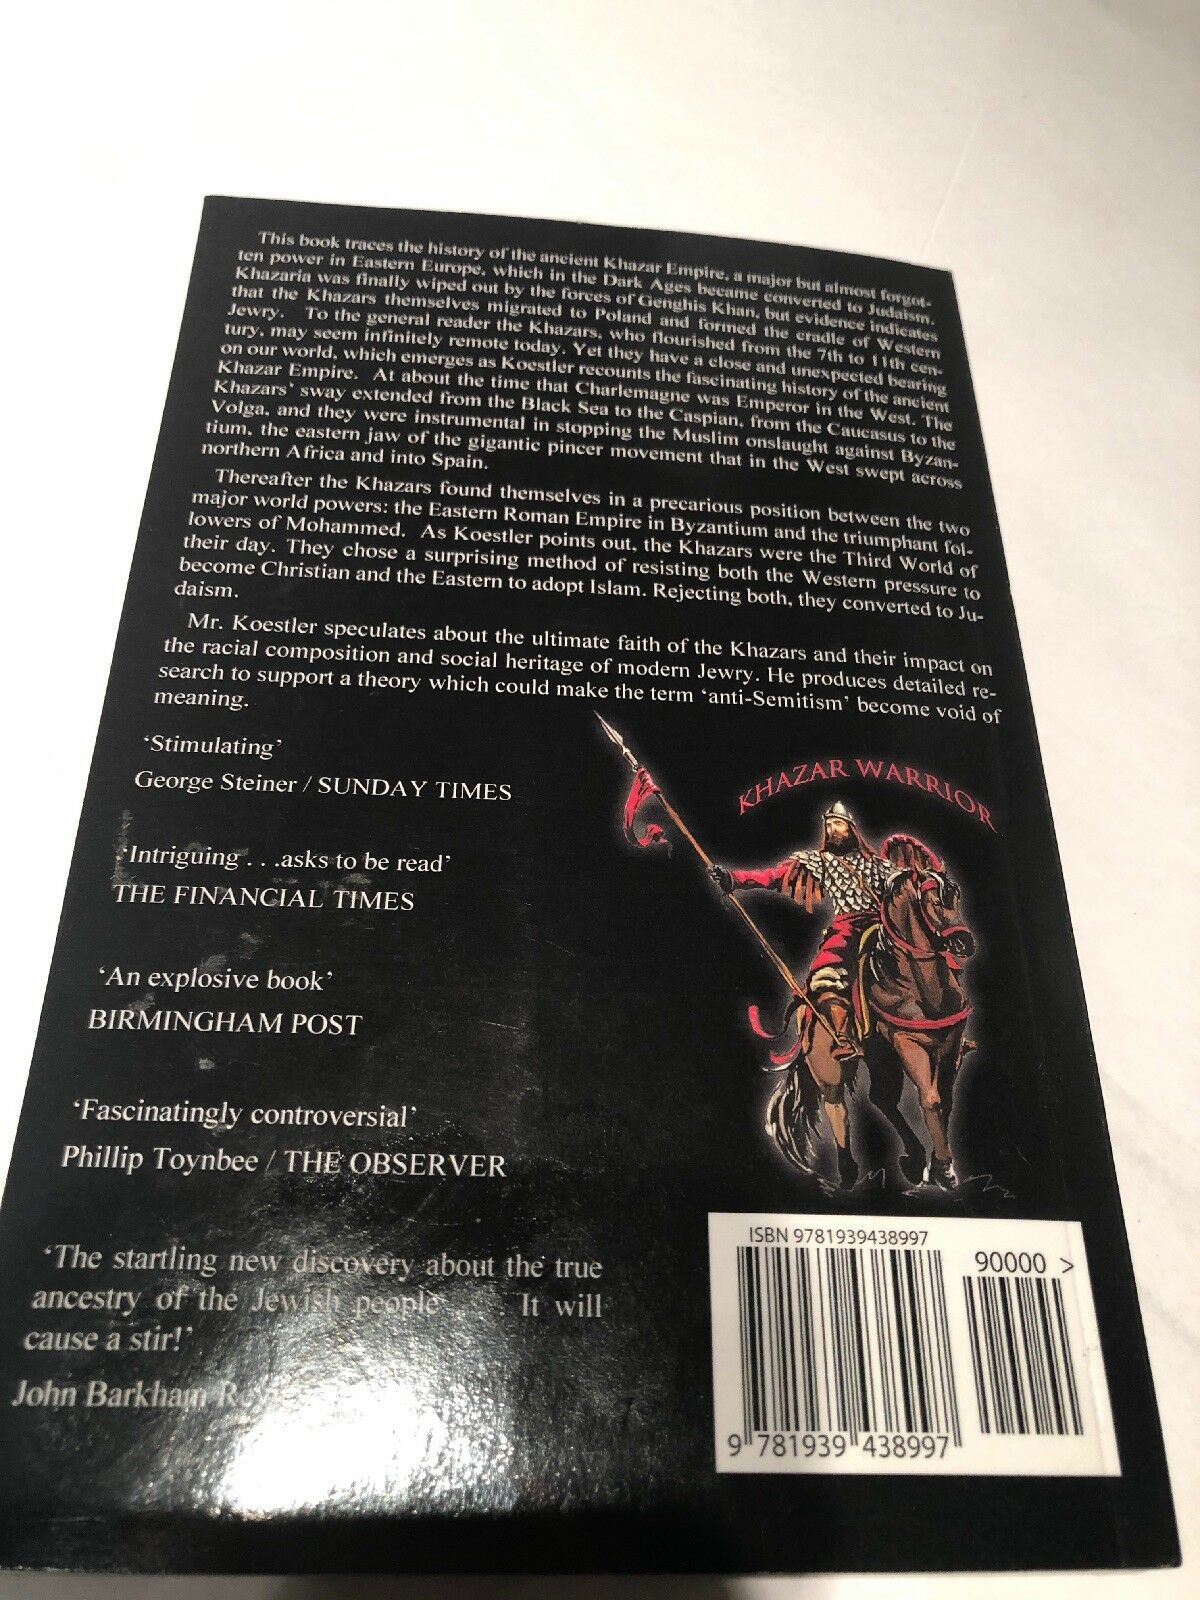 This book traces the history of the ancient Khazar Empire, a major but almost forgot-
ten power in Eastern Europe, which in the Dark Ages became converted to Judaism.
Khazaria was finally wiped out by the forces of Genghis Khan, but evidence indicates
that the Khazars themselves migrated to Poland and formed the cradle of Western
Jewry. To the general reader the Khazars, who flourished from the 7th to 11th cen-
tury, may seem infinitely remote today. Yet they have a close and unexpected bearing
on our world, which emerges as Koestler recounts the fascinating history of the ancient
Khazar Empire. At about the time that Charlemagne was Emperor in the West. The
Khazars' sway extended from the Black Sea to the Caspian, from the Caucasus to the
Volga, and they were instrumental in stopping the Muslim onslaught against Byzan-
tium, the eastern jaw of the gigantic pincer movement that in the West swept across
northern Africa and into Spain.
Thereafter the Khazars found themselves in a precarious position between the two
major world powers: the Eastern Roman Empire in Byzantium and the triumphant fol-
lowers of Mohammed. As Koestler points out, the Khazars were the Third World of
their day. They chose a surprising method of resisting both the Western pressure to
become Christian and the Eastern to adopt Islam. Rejecting both, they converted to Ju-
daism.
Mr. Koestler speculates about the ultimate faith of the Khazars and their impact on
the racial composition and social heritage of modern Jewry. He produces detailed re-
search to support a theory which could make the term 'anti-Semitism' become void of
meaning.
'Stimulating'
George Steiner / SUNDAY TIMES
KHAZAR WARRIOR
'Intriguing . . .asks to be read'
THE FINANCIAL TIMES
'An explosive book'
BIRMINGHAM POST
'Fascinatingly controversial'
Phillip Toynbee / THE OBSERVER
'The startling new discovery about the true
ancestry of the Jewish people It will
cause a stir!'
John Barkham
ISBN 9781939438997
90000 >
9 781939 438997